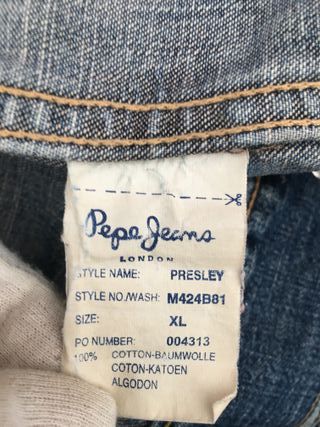 Pepe Jeans
LONDON
STYLE NAME: PRESLEY
STYLE NO/WASH: M424B81
SIZE: XL
PO NUMBER: 004313
100% COTTON-BAUMWOLLE
COTON-KATOEN
ALGODON